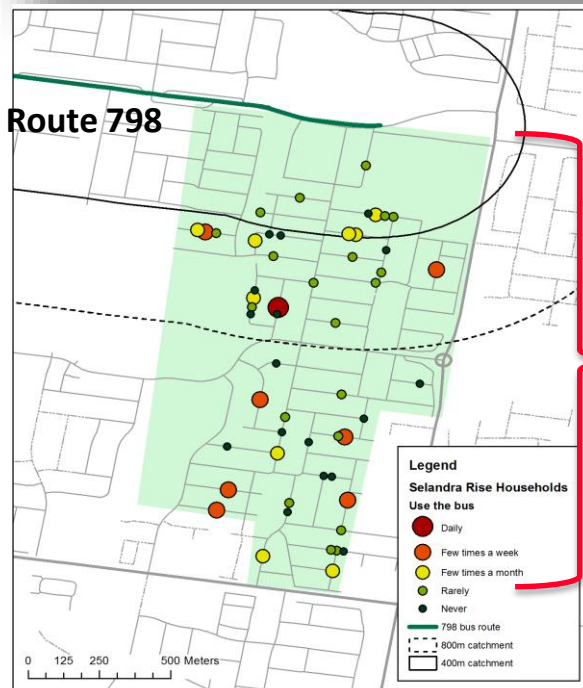 Route 798
Legend
Selandra Rise Households
Use the bus
Daily
Few times a week
Few times a month
Rarely
Never
798 bus route
800m catchment
400m catchment
0 125 250 500 Meters